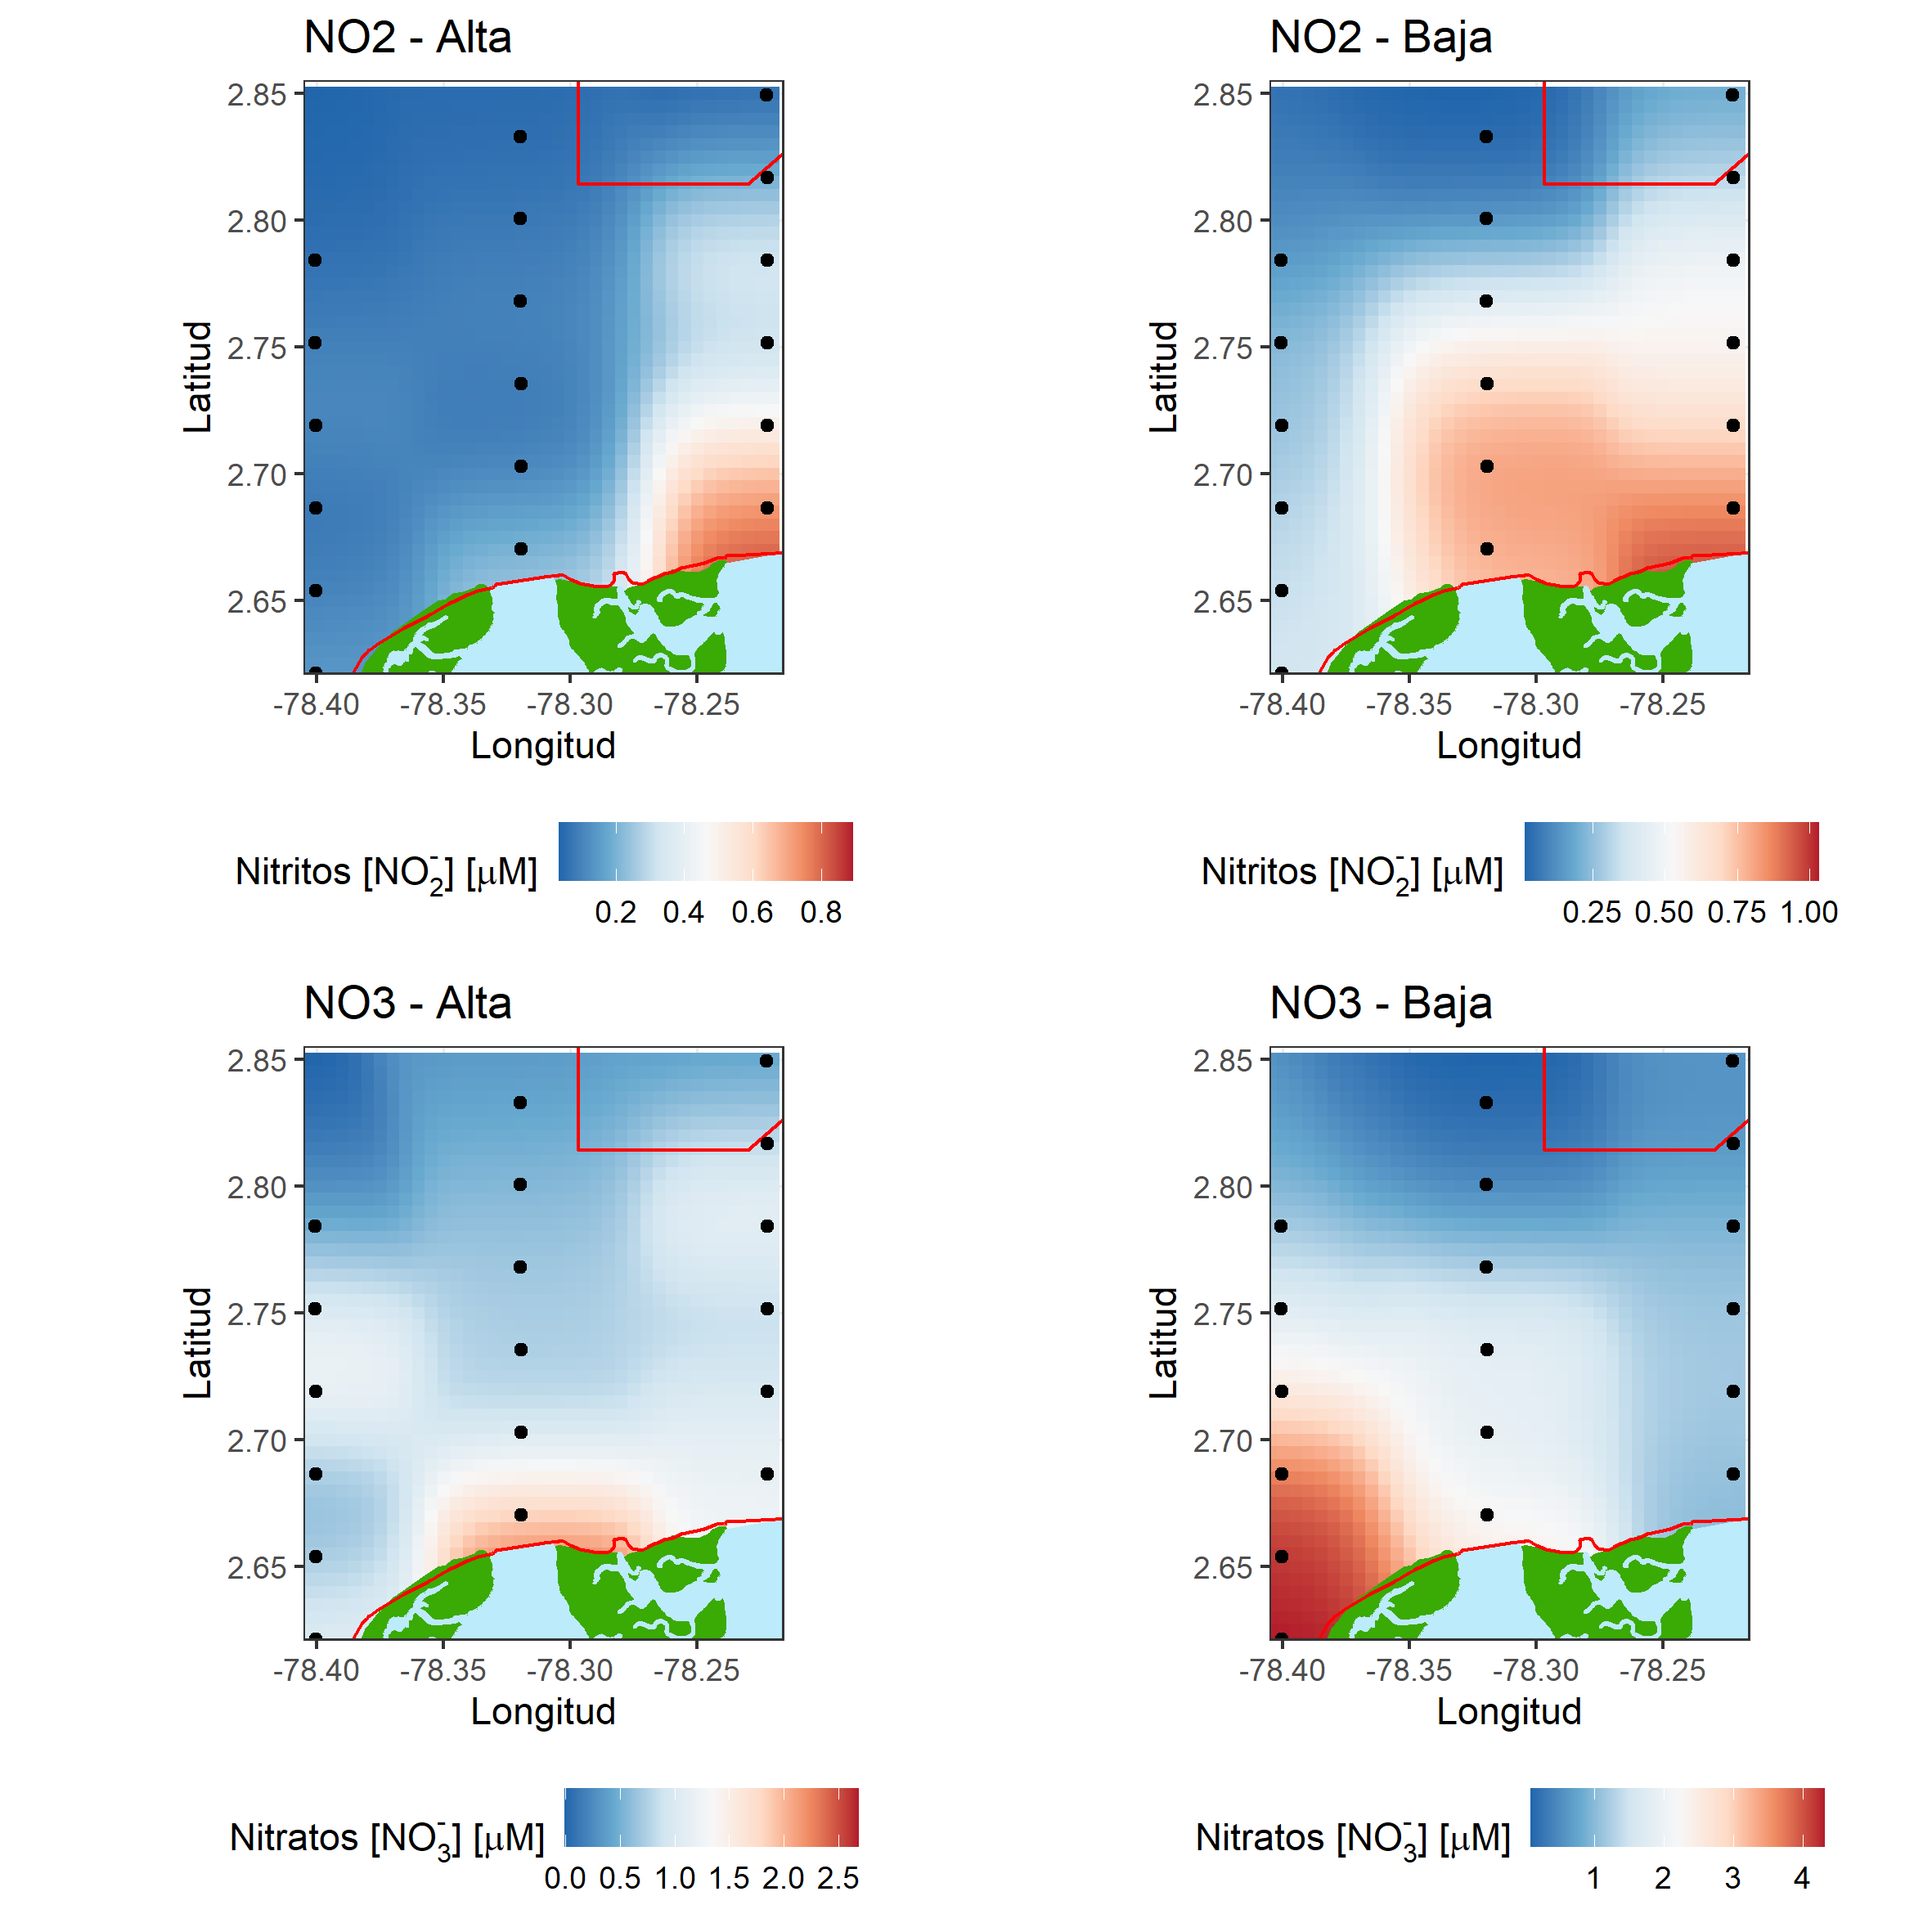 NO2 - Alta
NO2 - Baja
2.85
2.80
2.75
2.70
2.65
Latitud
-78.40 -78.35 -78.30 -78.25
Longitud
2.85
2.80
2.75
2.70
2.65
Latitud
-78.40 -78.35 -78.30 -78.25
Longitud
Nitritos [NO₂⁻] [μM]
0.2 0.4 0.6 0.8
Nitritos [NO₂⁻] [μM]
0.25 0.50 0.75 1.00
NO3 - Alta
NO3 - Baja
2.85
2.80
2.75
2.70
2.65
Latitud
-78.40 -78.35 -78.30 -78.25
Longitud
2.85
2.80
2.75
2.70
2.65
Latitud
-78.40 -78.35 -78.30 -78.25
Longitud
Nitratos [NO₃⁻] [μM]
0.0 0.5 1.0 1.5 2.0 2.5
Nitratos [NO₃⁻] [μM]
1 2 3 4